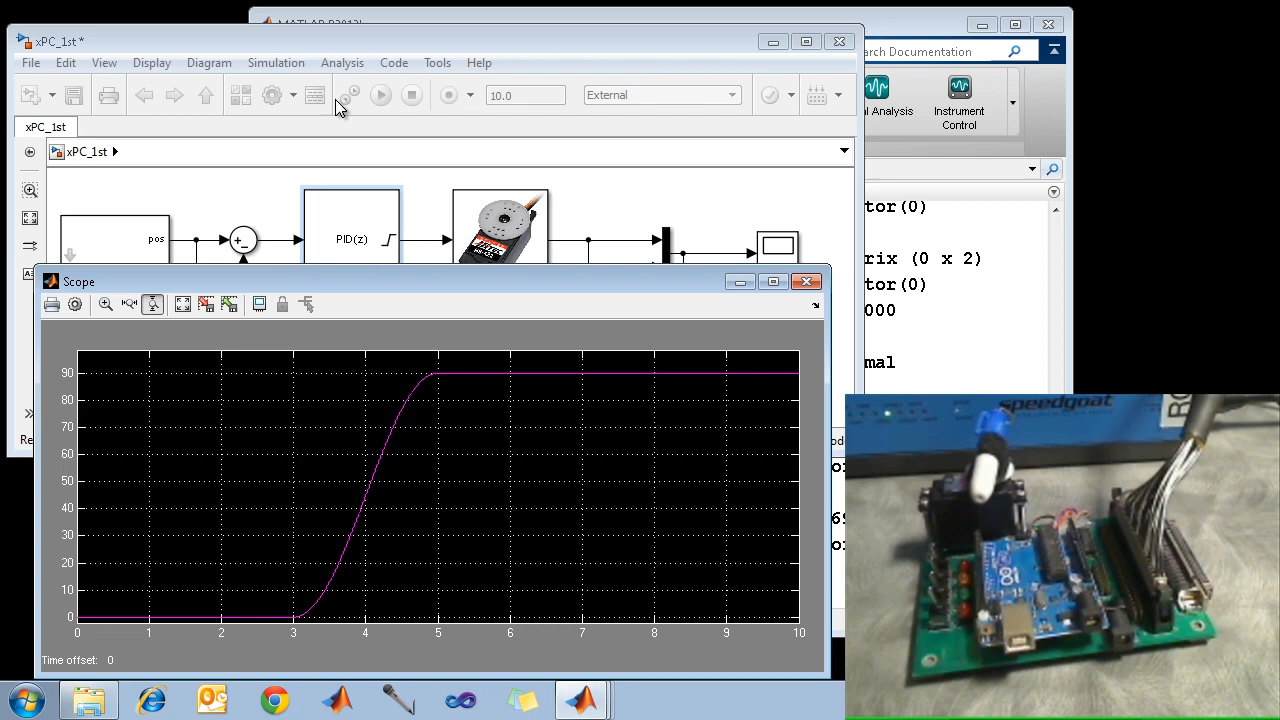 MATLAB R2013b
xPC_1st *
File Edit View Display Diagram Simulation Analysis Code Tools Help
10.0
External
xPC_1st
xPC_1st
pos
PID(z)
arch Documentation
l Analysis
Instrument
Control
tor(0)
rix (0 x 2)
tor(0)
000
mal
Scope
90
80
70
60
50
40
30
20
10
0
0 1 2 3 4 5 6 7 8 9 10
Time offset: 0
Re
speedgoat